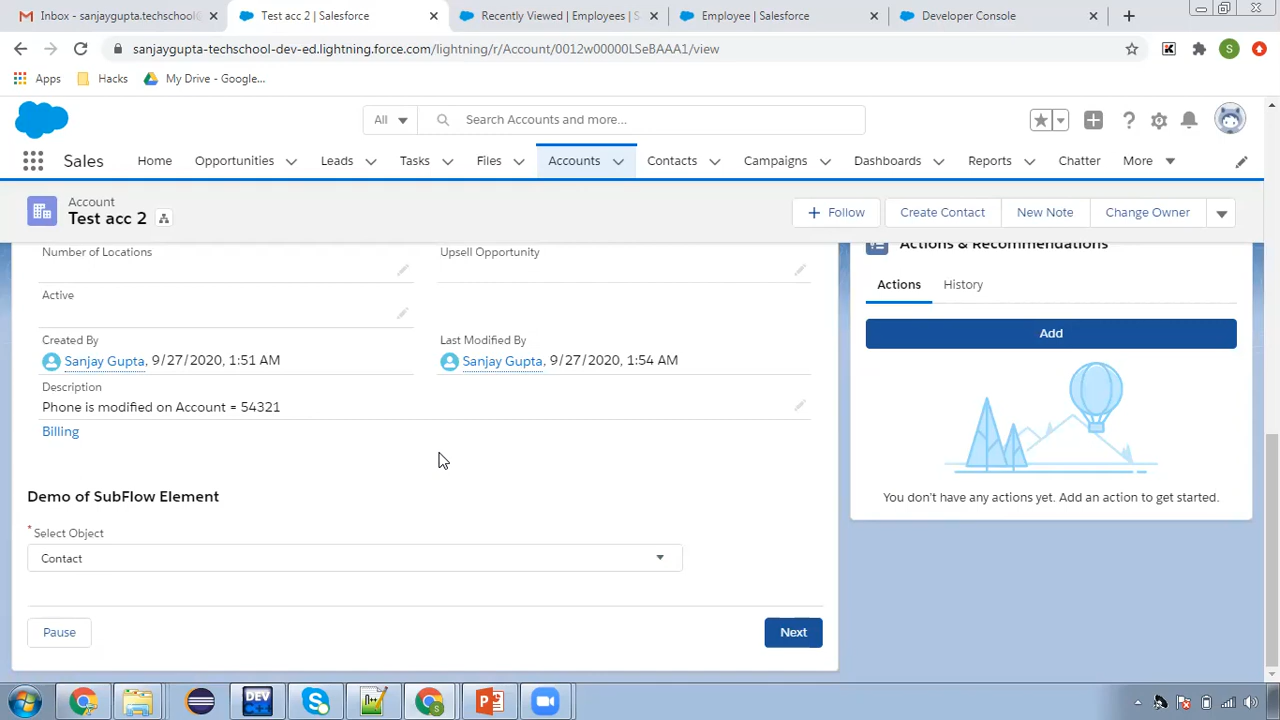 Inbox - sanjaygupta.techschool@
Test acc 2 | Salesforce
Recently Viewed | Employees | S
Employee | Salesforce
Developer Console
sanjaygupta-techschool-dev-ed.lightning.force.com/lightning/r/Account/0012w00000LSeBAAA1/view
S
Apps
Hacks
My Drive - Google...
All
Search Accounts and more...
Sales
Home
Opportunities
Leads
Tasks
Files
Accounts
Contacts
Campaigns
Dashboards
Reports
Chatter
More
Account
Test acc 2
Follow
Create Contact
New Note
Change Owner
Number of Locations
Upsell Opportunity
Active
Created By
Sanjay Gupta, 9/27/2020, 1:51 AM
Last Modified By
Sanjay Gupta, 9/27/2020, 1:54 AM
Description
Phone is modified on Account = 54321
Billing
Demo of SubFlow Element
*Select Object
Contact
Pause
Next
Actions & Recommendations
Actions
History
Add
You don't have any actions yet. Add an action to get started.
DEV